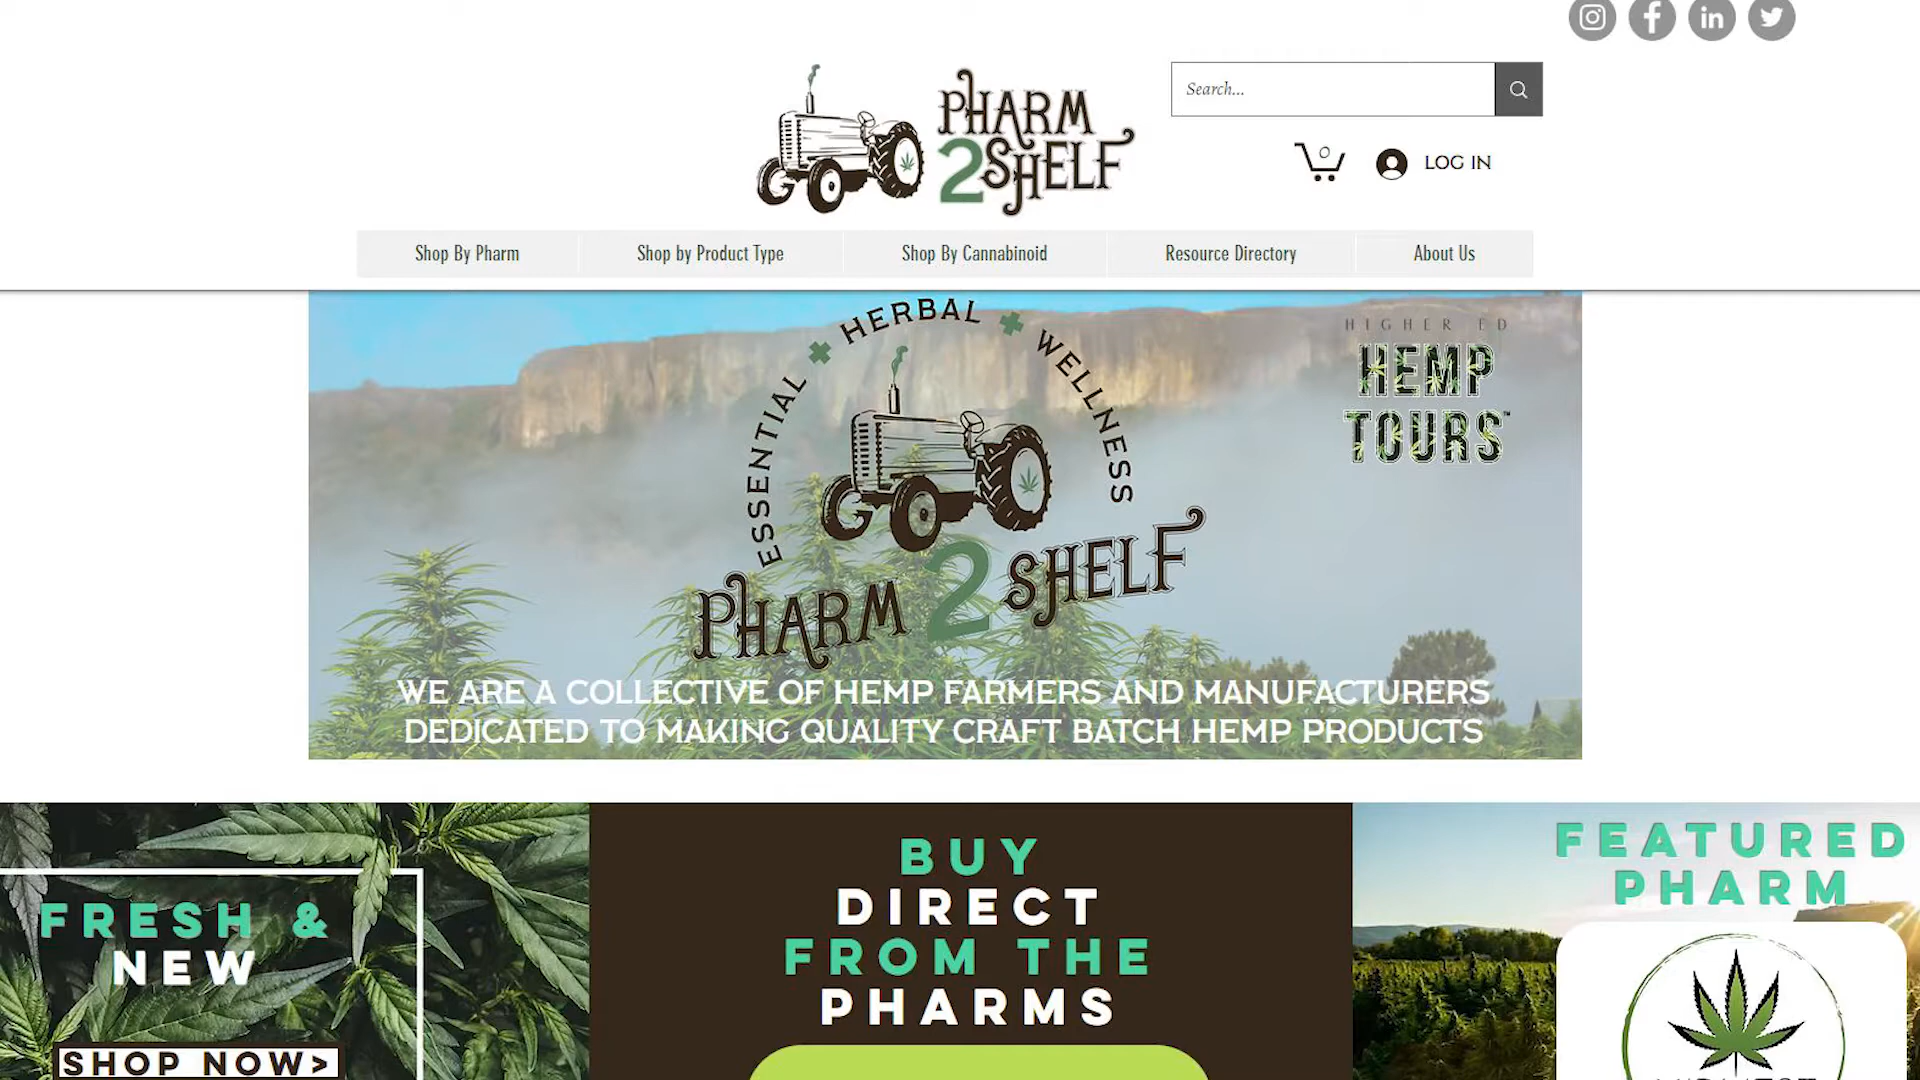 PHARM
2SHELF
Search...
0
LOG IN
Shop By Pharm
Shop by Product Type
Shop By Cannabinoid
Resource Directory
About Us
ESSENTIAL HERBAL WELLNESS
PHARM 2 SHELF
HIGHER ED
HEMP
TOURS™
WE ARE A COLLECTIVE OF HEMP FARMERS AND MANUFACTURERS
DEDICATED TO MAKING QUALITY CRAFT BATCH HEMP PRODUCTS
FRESH &
NEW
SHOP NOW>
BUY
DIRECT
FROM THE
PHARMS
FEATURED
PHARM